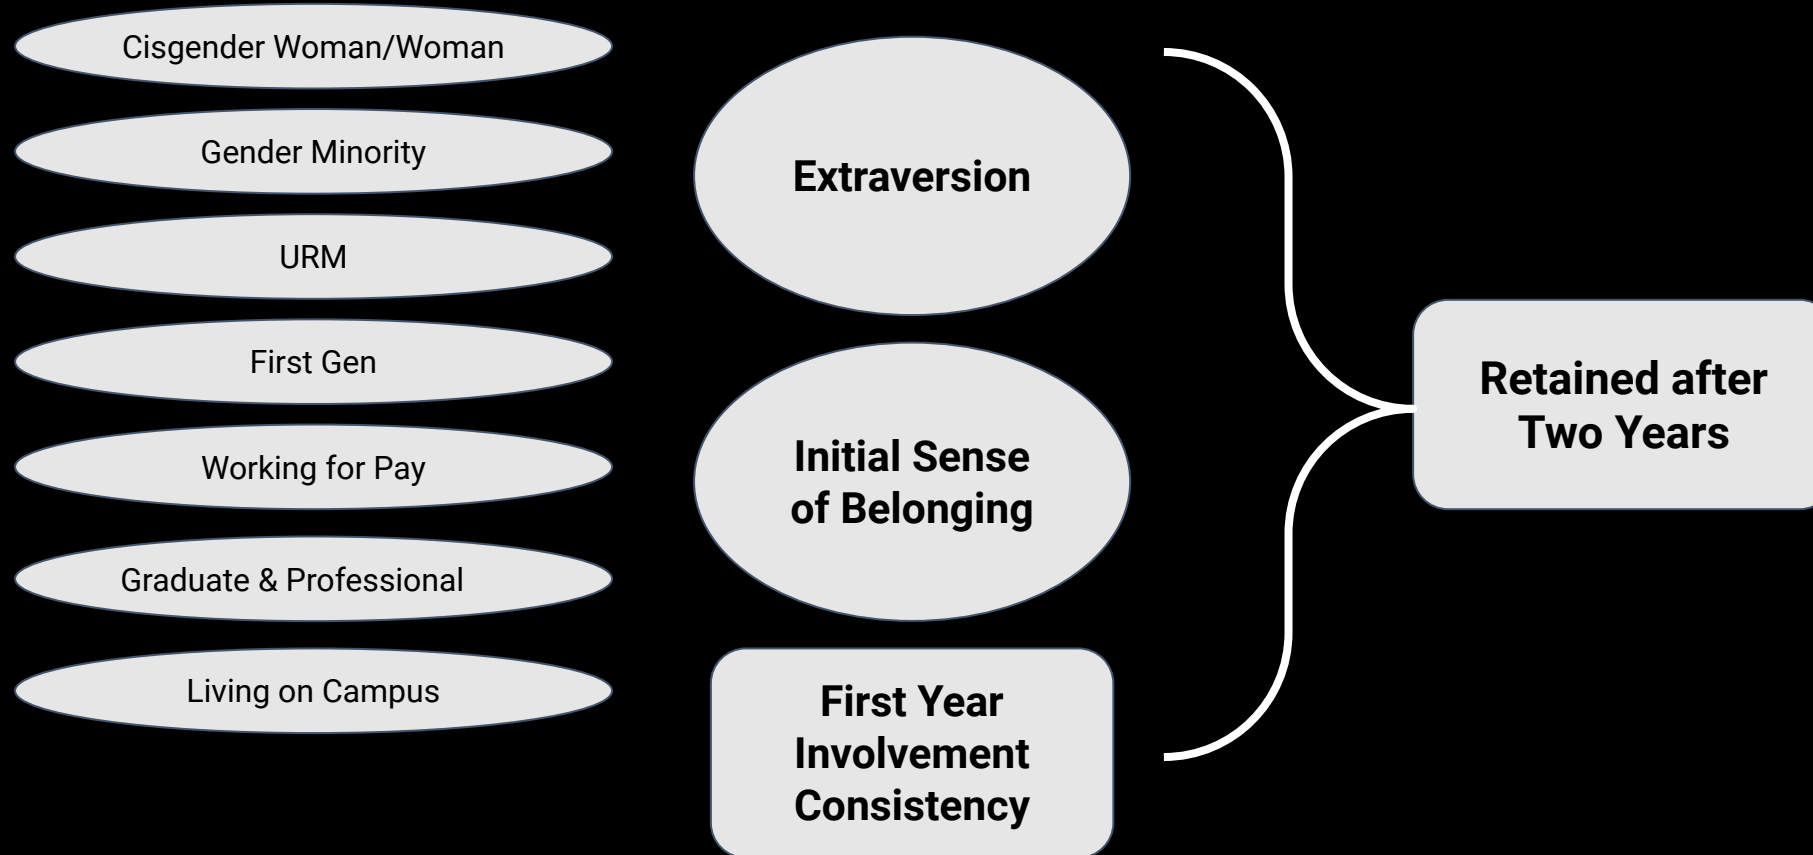 Cisgender Woman/Woman
Gender Minority
URM
First Gen
Working for Pay
Graduate & Professional
Living on Campus
Extraversion
Initial Sense
of Belonging
First Year
Involvement
Consistency
Retained after
Two Years